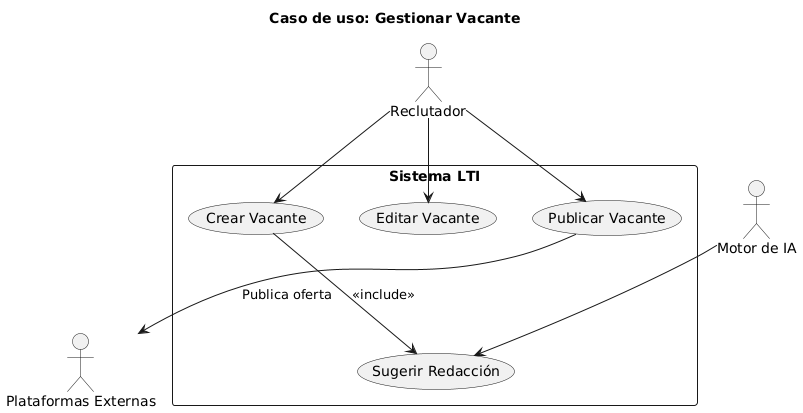 Caso de uso: Gestionar Vacante
Reclutador
Sistema LTI
Crear Vacante
Editar Vacante
Publicar Vacante
Motor de IA
Publica oferta
«include»
Sugerir Redacción
Plataformas Externas